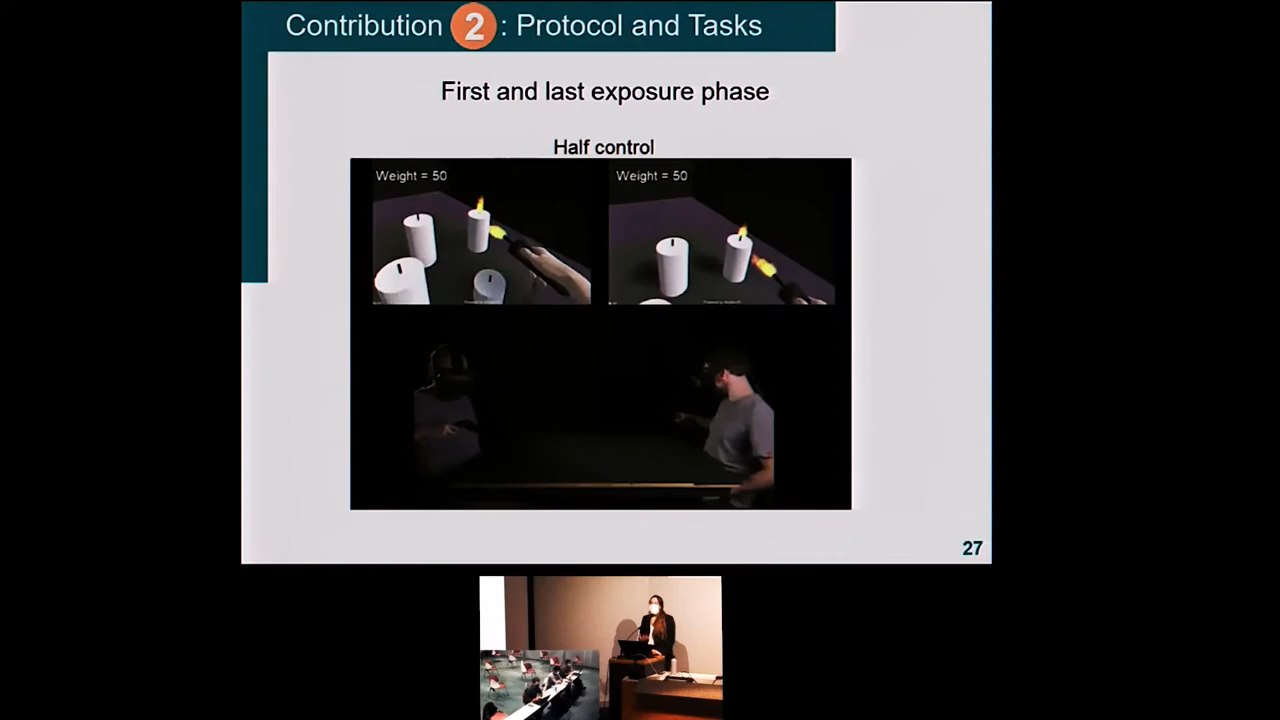 Contribution 2 : Protocol and Tasks
First and last exposure phase
Half control
Weight = 50
Weight = 50
27